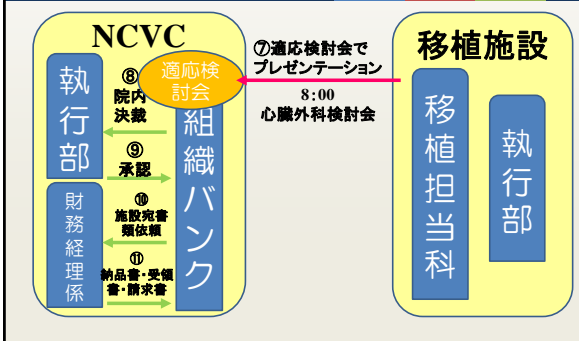 NCVC
執行部
⑧
院内
決裁
適応検
討会
組織バンク
⑨
承認
財務経理係
⑩
施設宛書
類依頼
⑪
納品書・受領
書・請求書
⑦適応検討会で
プレゼンテーション
8:00
心臓外科検討会
移植施設
移植担当科
執行部